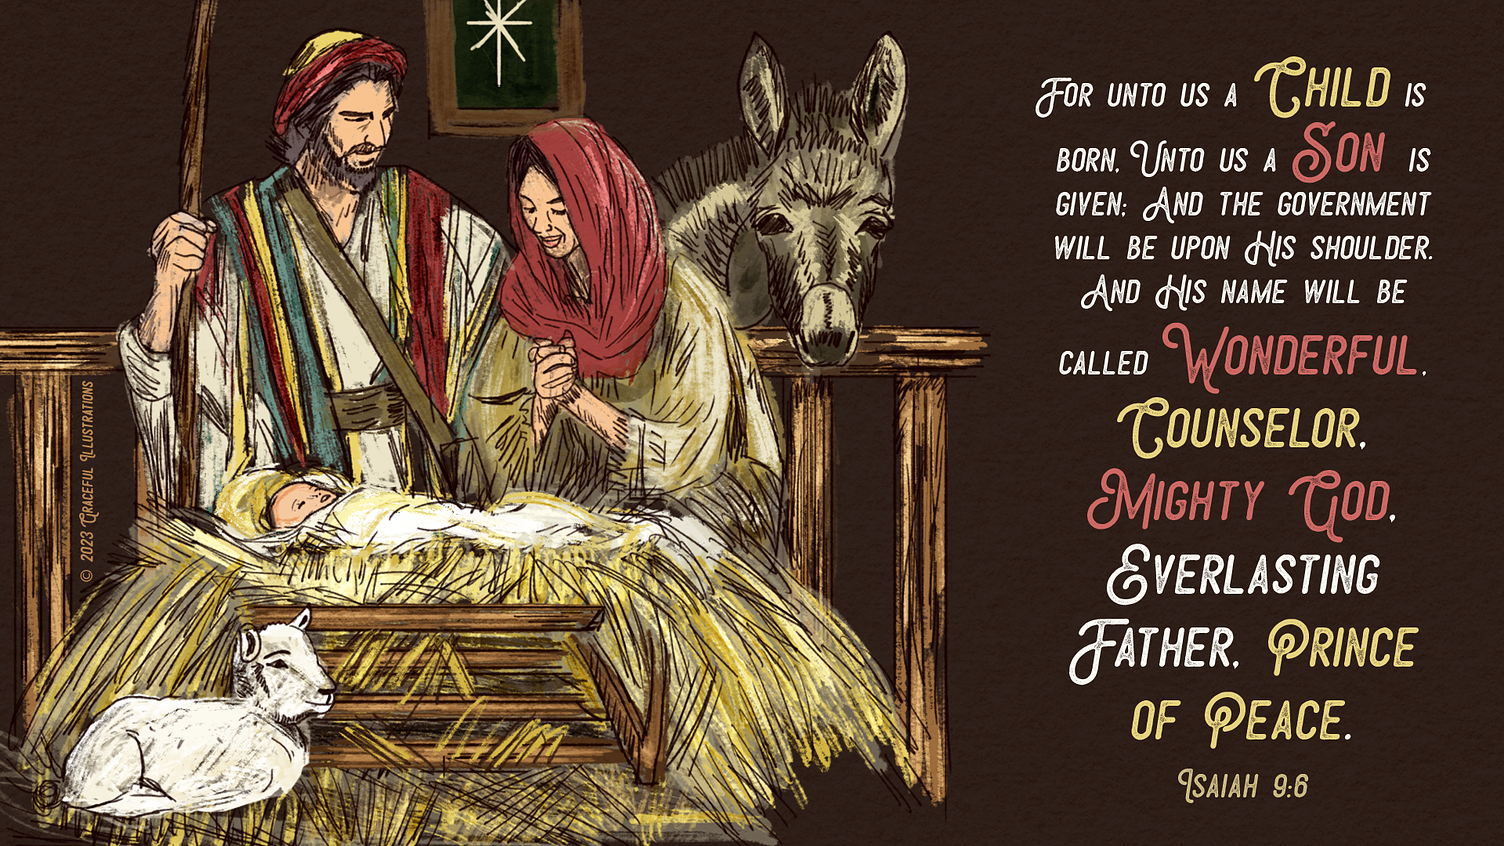 For unto us a Child is
born, Unto us a Son is
given; And the government
will be upon His shoulder.
And His name will be
called Wonderful,
Counselor,
Mighty God,
Everlasting
Father, Prince
of Peace.
Isaiah 9:6
© 2023 Graceful Illustrations